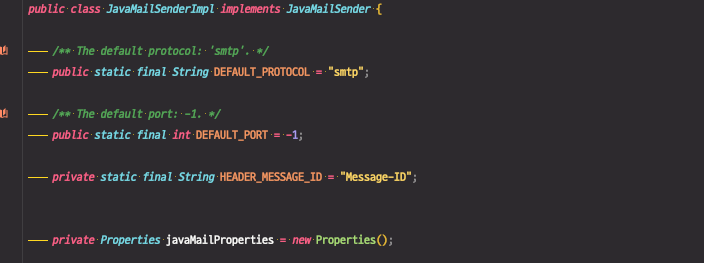 public class JavaMailSenderImpl implements JavaMailSender {
/** The default protocol: 'smtp'. */
public static final String DEFAULT_PROTOCOL = "smtp";
/** The default port: -1. */
public static final int DEFAULT_PORT = -1;
private static final String HEADER_MESSAGE_ID = "Message-ID";
private Properties javaMailProperties = new Properties();